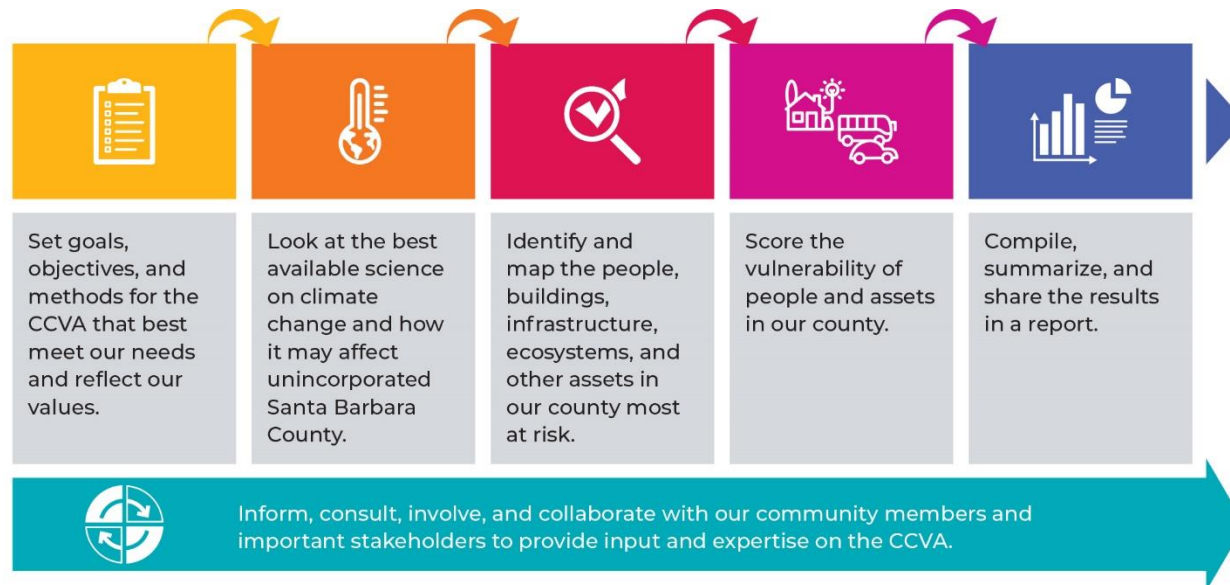 Set goals,
objectives, and
methods for the
CCVA that best
meet our needs
and reflect our
values.
Look at the best
available science
on climate
change and how
it may affect
unincorporated
Santa Barbara
County.
Identify and
map the people,
buildings,
infrastructure,
ecosystems, and
other assets in
our county most
at risk.
Score the
vulnerability of
people and assets
in our county.
Compile,
summarize, and
share the results
in a report.
Inform, consult, involve, and collaborate with our community members and
important stakeholders to provide input and expertise on the CCVA.